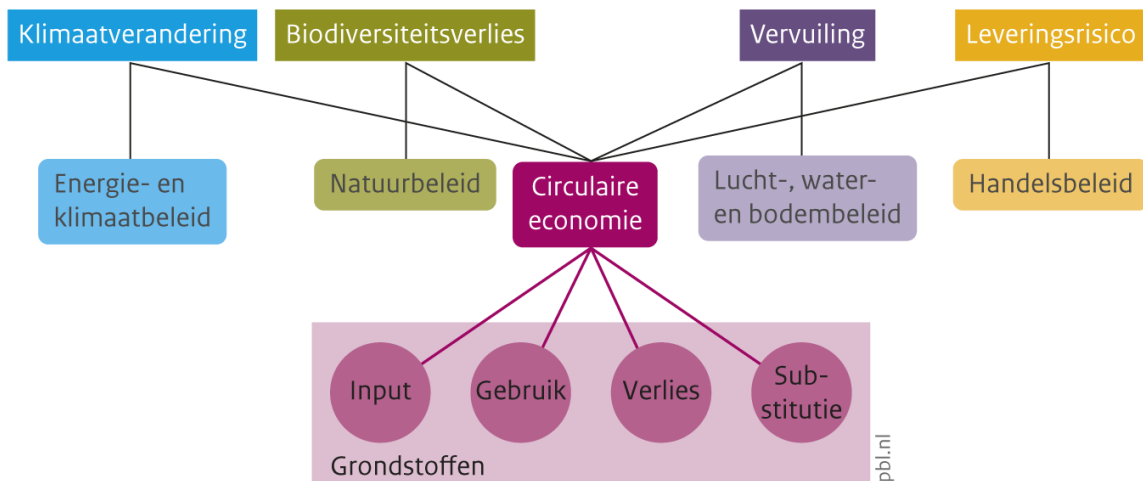 Klimaatverandering
Biodiversiteitsverlies
Vervuiling
Leveringsrisico
Energie- en
klimaatbeleid
Natuurbeleid
Circulaire
economie
Lucht-, water-
en bodembeleid
Handelsbeleid
Input
Gebruik
Verlies
Sub-
stitutie
Grondstoffen
pbl.nl